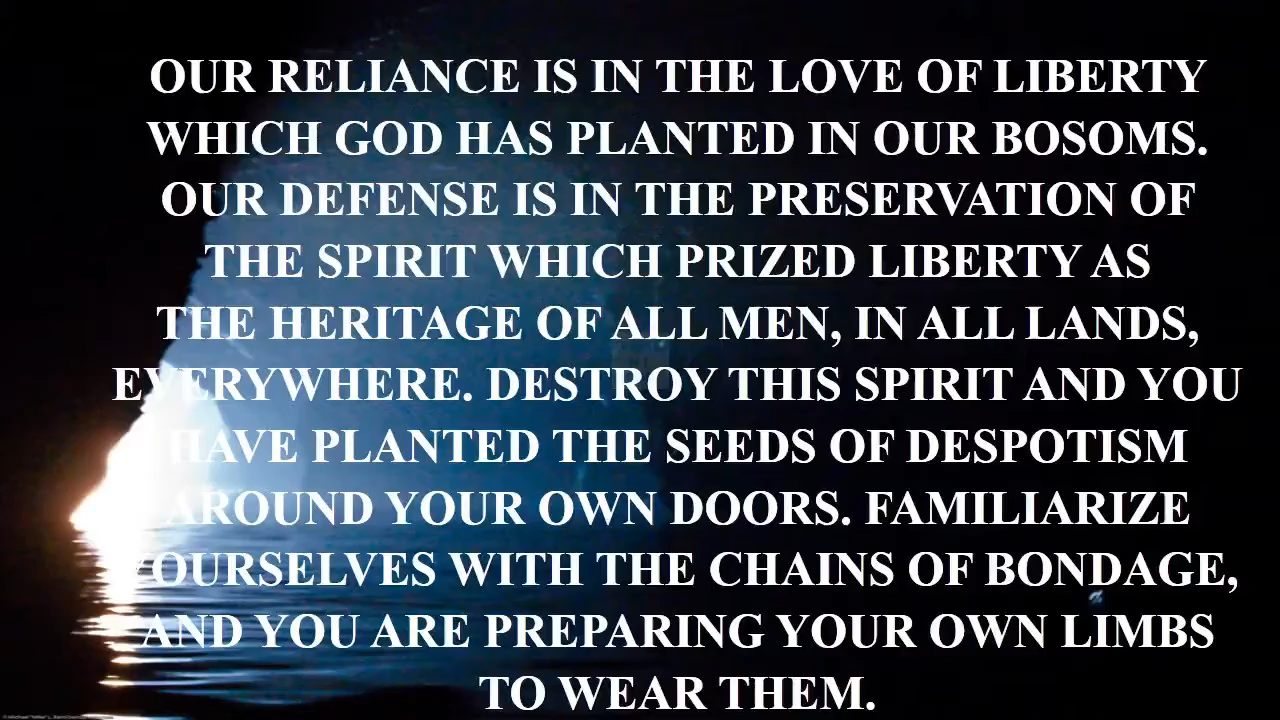 OUR RELIANCE IS IN THE LOVE OF LIBERTY
WHICH GOD HAS PLANTED IN OUR BOSOMS.
OUR DEFENSE IS IN THE PRESERVATION OF
THE SPIRIT WHICH PRIZED LIBERTY AS
THE HERITAGE OF ALL MEN, IN ALL LANDS,
EVERYWHERE. DESTROY THIS SPIRIT AND YOU
HAVE PLANTED THE SEEDS OF DESPOTISM
AROUND YOUR OWN DOORS. FAMILIARIZE
YOURSELVES WITH THE CHAINS OF BONDAGE,
AND YOU ARE PREPARING YOUR OWN LIMBS
TO WEAR THEM.